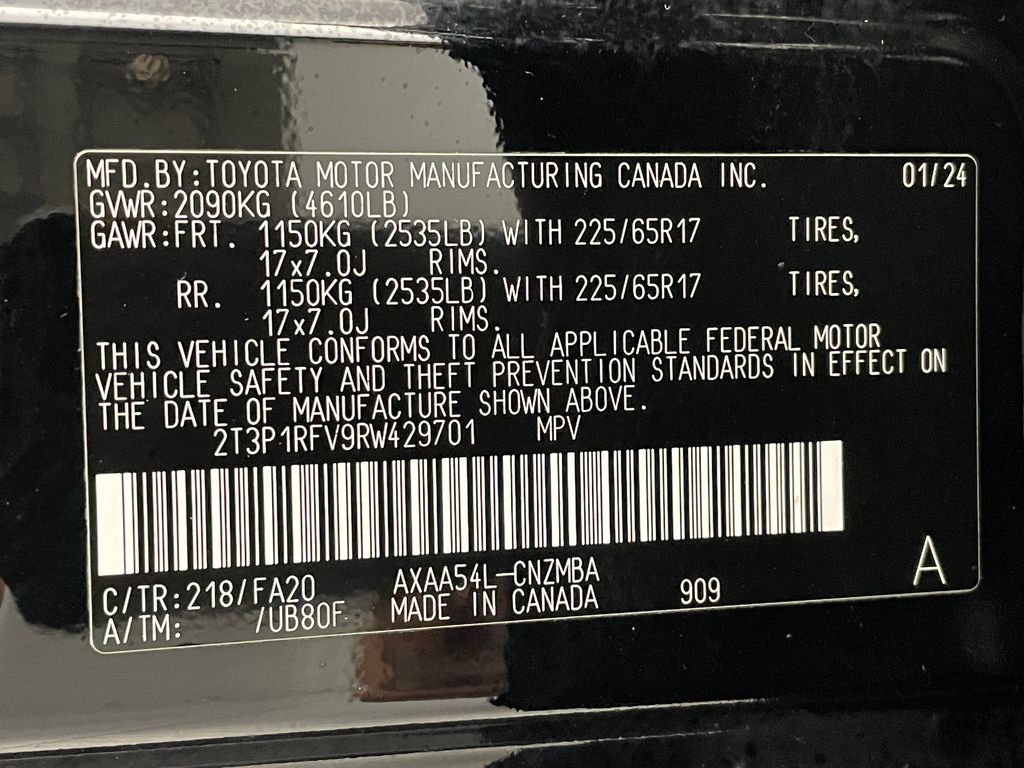 MFD.BY:TOYOTA MOTOR MANUFACTURING CANADA INC. 01/24
GVWR:2090KG (4610LB)
GAWR:FRT. 1150KG (2535LB) WITH 225/65R17 TIRES,
17x7.0J RIMS.
RR. 1150KG (2535LB) WITH 225/65R17 TIRES,
17x7.0J RIMS.
THIS VEHICLE CONFORMS TO ALL APPLICABLE FEDERAL MOTOR
VEHICLE SAFETY AND THEFT PREVENTION STANDARDS IN EFFECT ON
THE DATE OF MANUFACTURE SHOWN ABOVE.
2T3P1RFV9RW429701 MPV
C/TR:218/FA20 AXAA54L-CNZMBA A
A/TM: /UB80F MADE IN CANADA 909